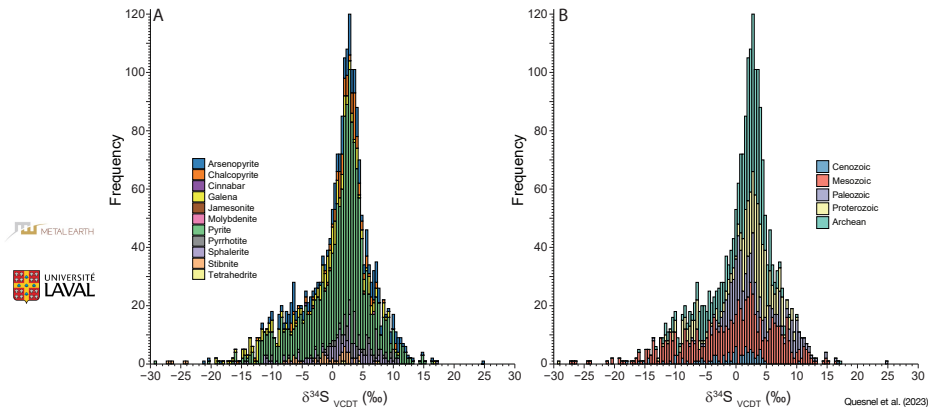 A
120
100
80
60
40
20
0
Frequency
Arsenopyrite
Chalcopyrite
Cinnabar
Galena
Jamesonite
Molybdenite
Pyrite
Pyrrhotite
Sphalerite
Stibnite
Tetrahedrite
−30 −25 −20 −15 −10 −5 0 5 10 15 20 25 30
δ³⁴S VCDT (‰)
B
120
100
80
60
40
20
0
Frequency
Cenozoic
Mesozoic
Paleozoic
Proterozoic
Archean
−30 −25 −20 −15 −10 −5 0 5 10 15 20 25 30
δ³⁴S VCDT (‰)
METAL EARTH
UNIVERSITÉ
LAVAL
Quesnel et al. (2023)